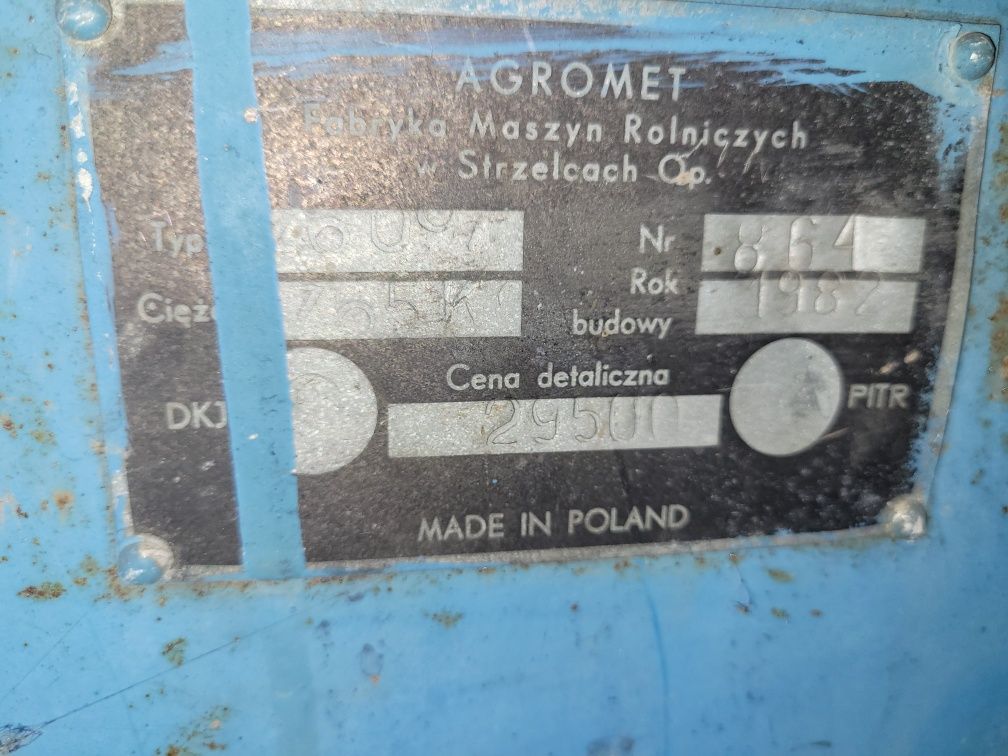 AGROMET
Fabryka Maszyn Rolniczych
w Strzelcach Op.
Typ
Nr 864
Rok
budowy 1982
Cena detaliczna
29500
DKJ
PITR
MADE IN POLAND